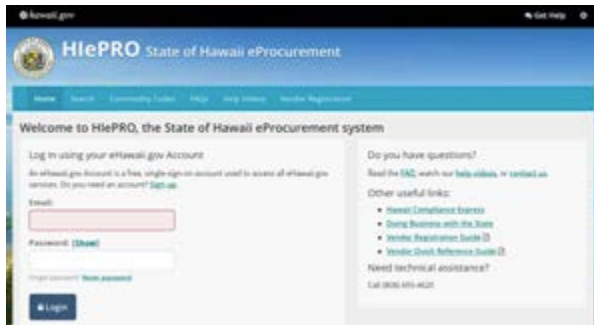 hawaii.gov
Get Help
HIePRO State of Hawaii eProcurement
Home Search Commodity Codes FAQs Help Videos Vendor Registration
Welcome to HIePRO, the State of Hawaii eProcurement system
Log in using your eHawaii.gov Account
An eHawaii.gov Account is a free, single-sign-on account used to access all eHawaii.gov
services. Do you need an account? Sign up.
Email:
Password: (Show)
Forgot password? Reset password
Login
Do you have questions?
Read the FAQ, watch our help videos, or contact us.
Other useful links:
Hawaii Compliance Express
Doing Business with the State
Vendor Registration Guide
Vendor Quick Reference Guide
Need technical assistance?
Call (808) 695-4620